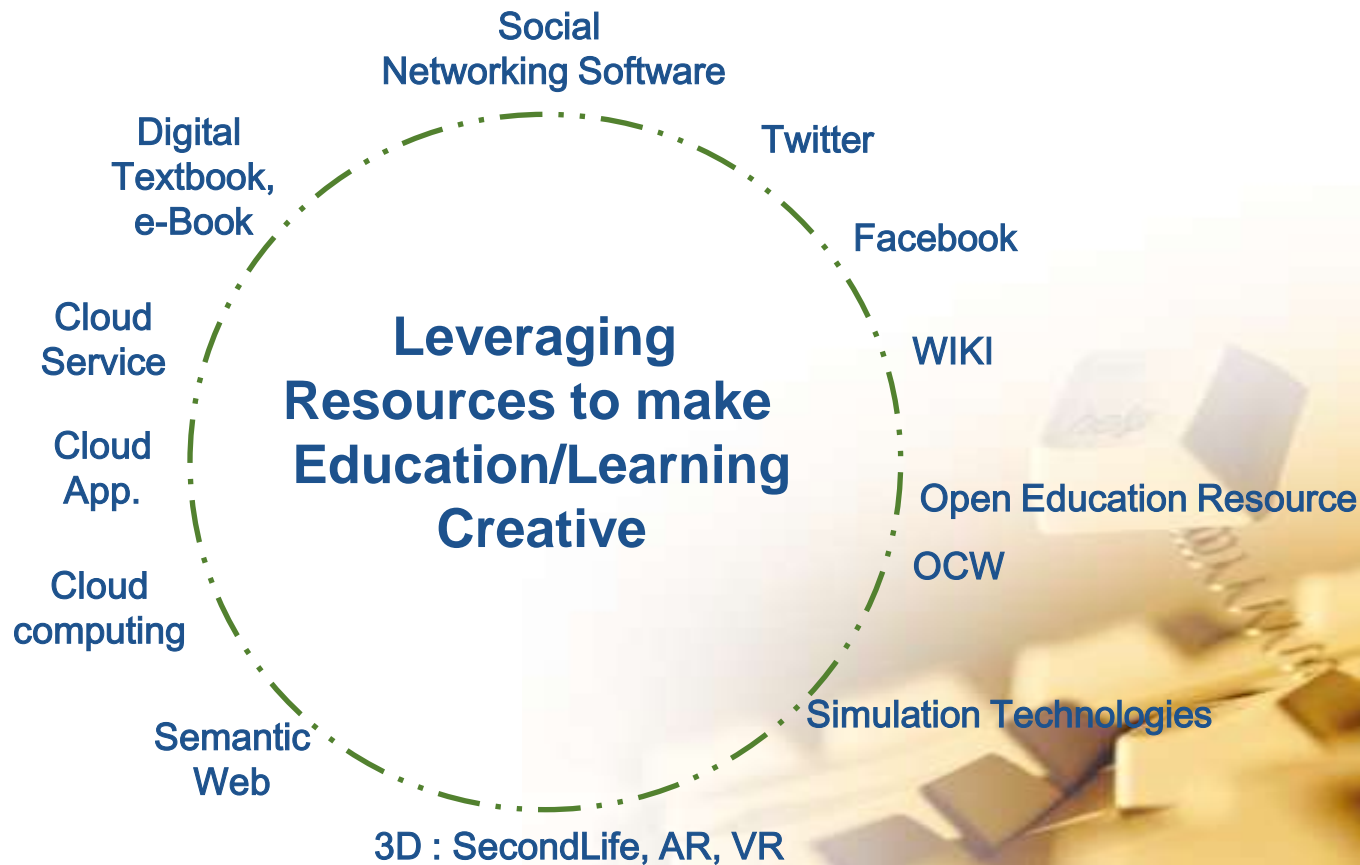 Social
Networking Software
Twitter
Facebook
WIKI
Open Education Resource
OCW
Simulation Technologies
3D : SecondLife, AR, VR
Semantic
Web
Cloud
computing
Cloud
App.
Cloud
Service
Digital
Textbook,
e-Book
Leveraging
Resources to make
Education/Learning
Creative